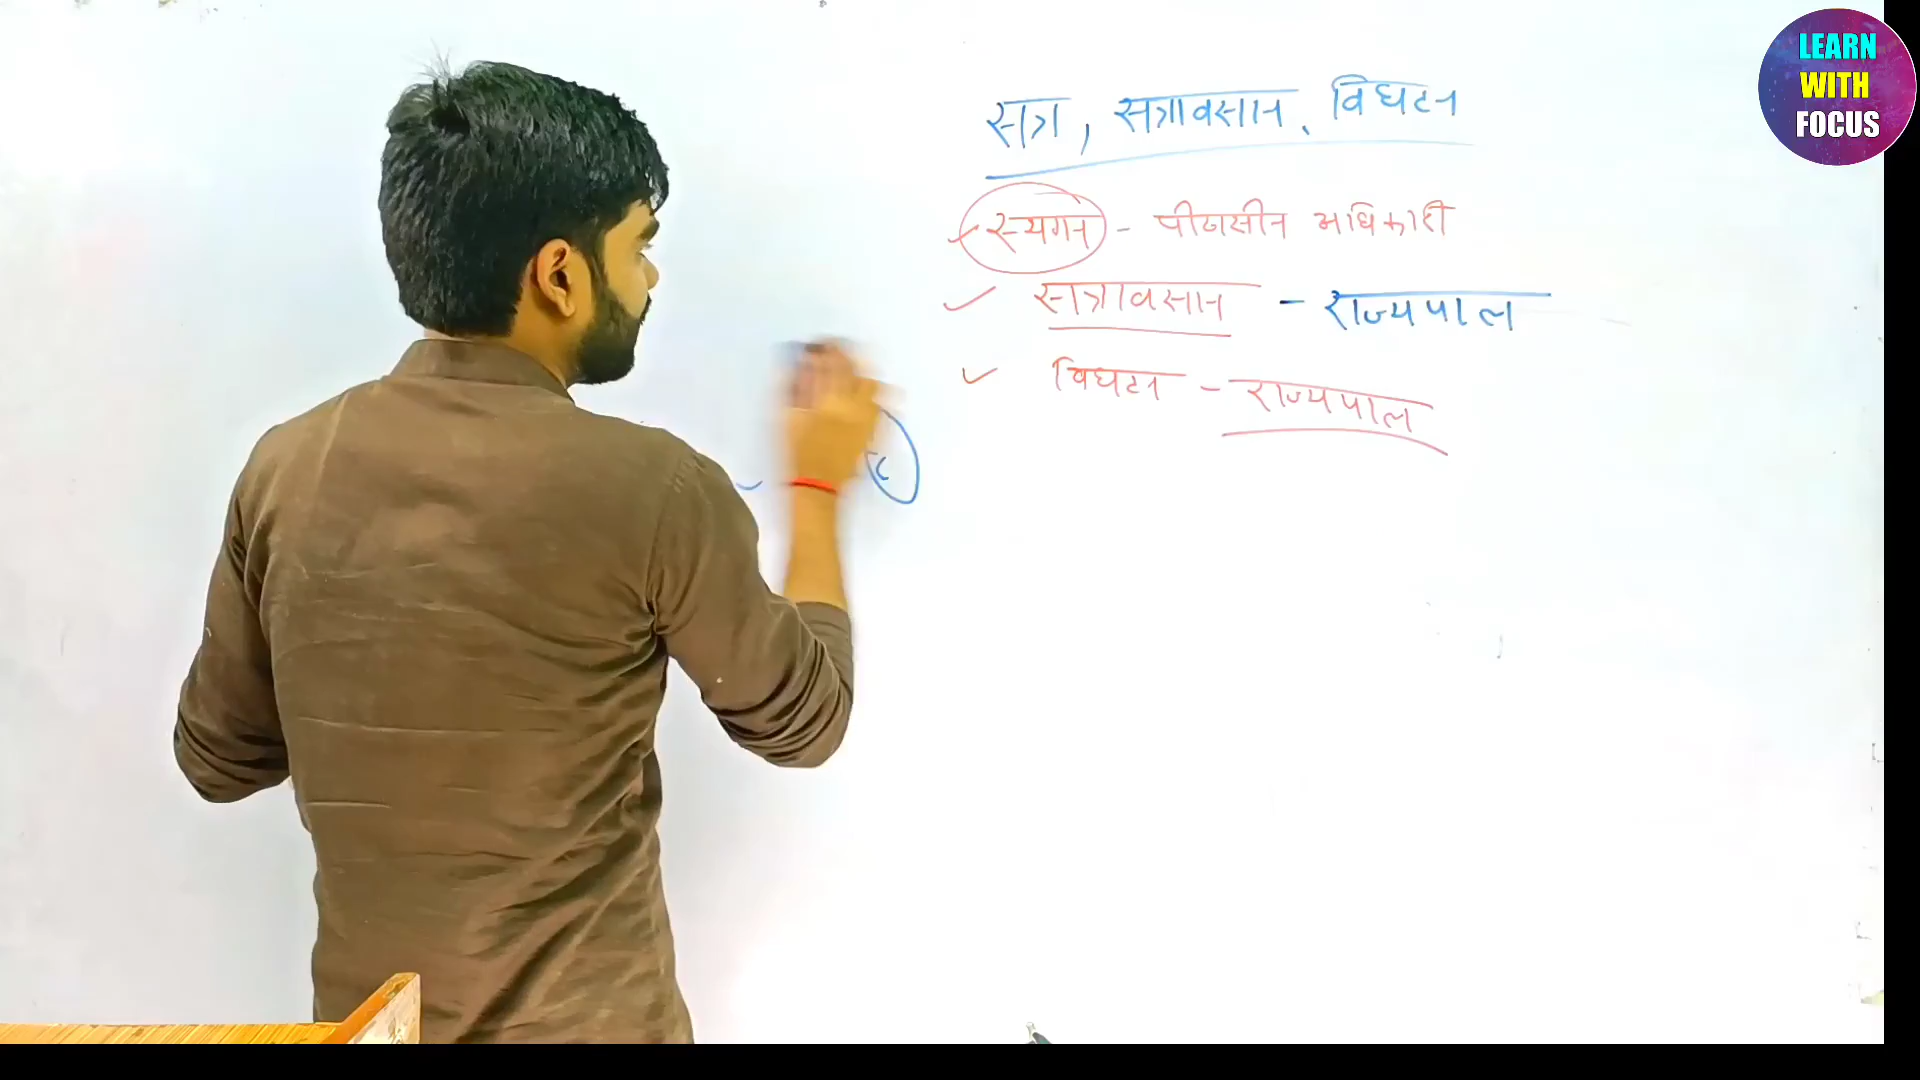 सत्र, सत्रावसान, विघटन
स्थगन - पीठासीन अधिकारी
सत्रावसान - राज्यपाल
विघटन - राज्यपाल
LEARN
WITH
FOCUS